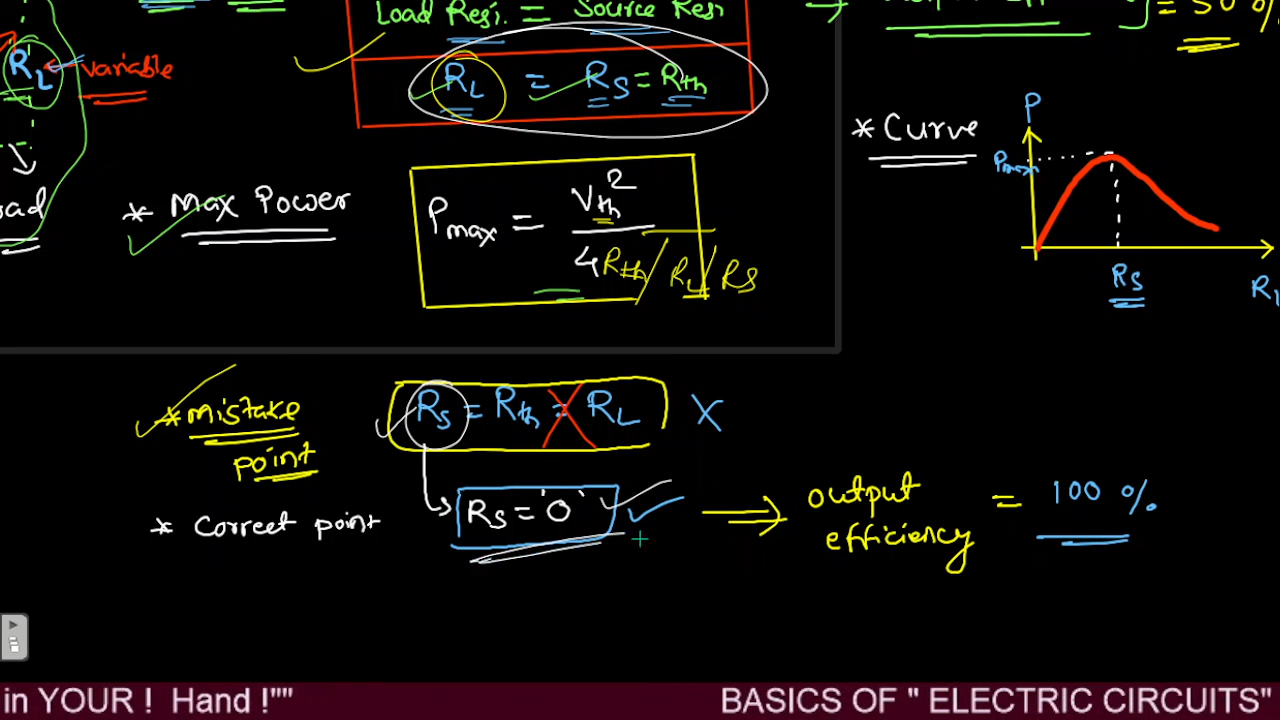 Load Resi. = Source Resi
= 50 %
RL variable
RL = RS = Rth
* Curve
P
Pmax
RS
* Max Power
Pmax = Vth² / 4Rth / RL / RS
* Mistake point
Rs = Rth = RL X
* Correct point
Rs = '0'
output efficiency = 100 %
in YOUR ! Hand !""
BASICS OF " ELECTRIC CIRCUITS"